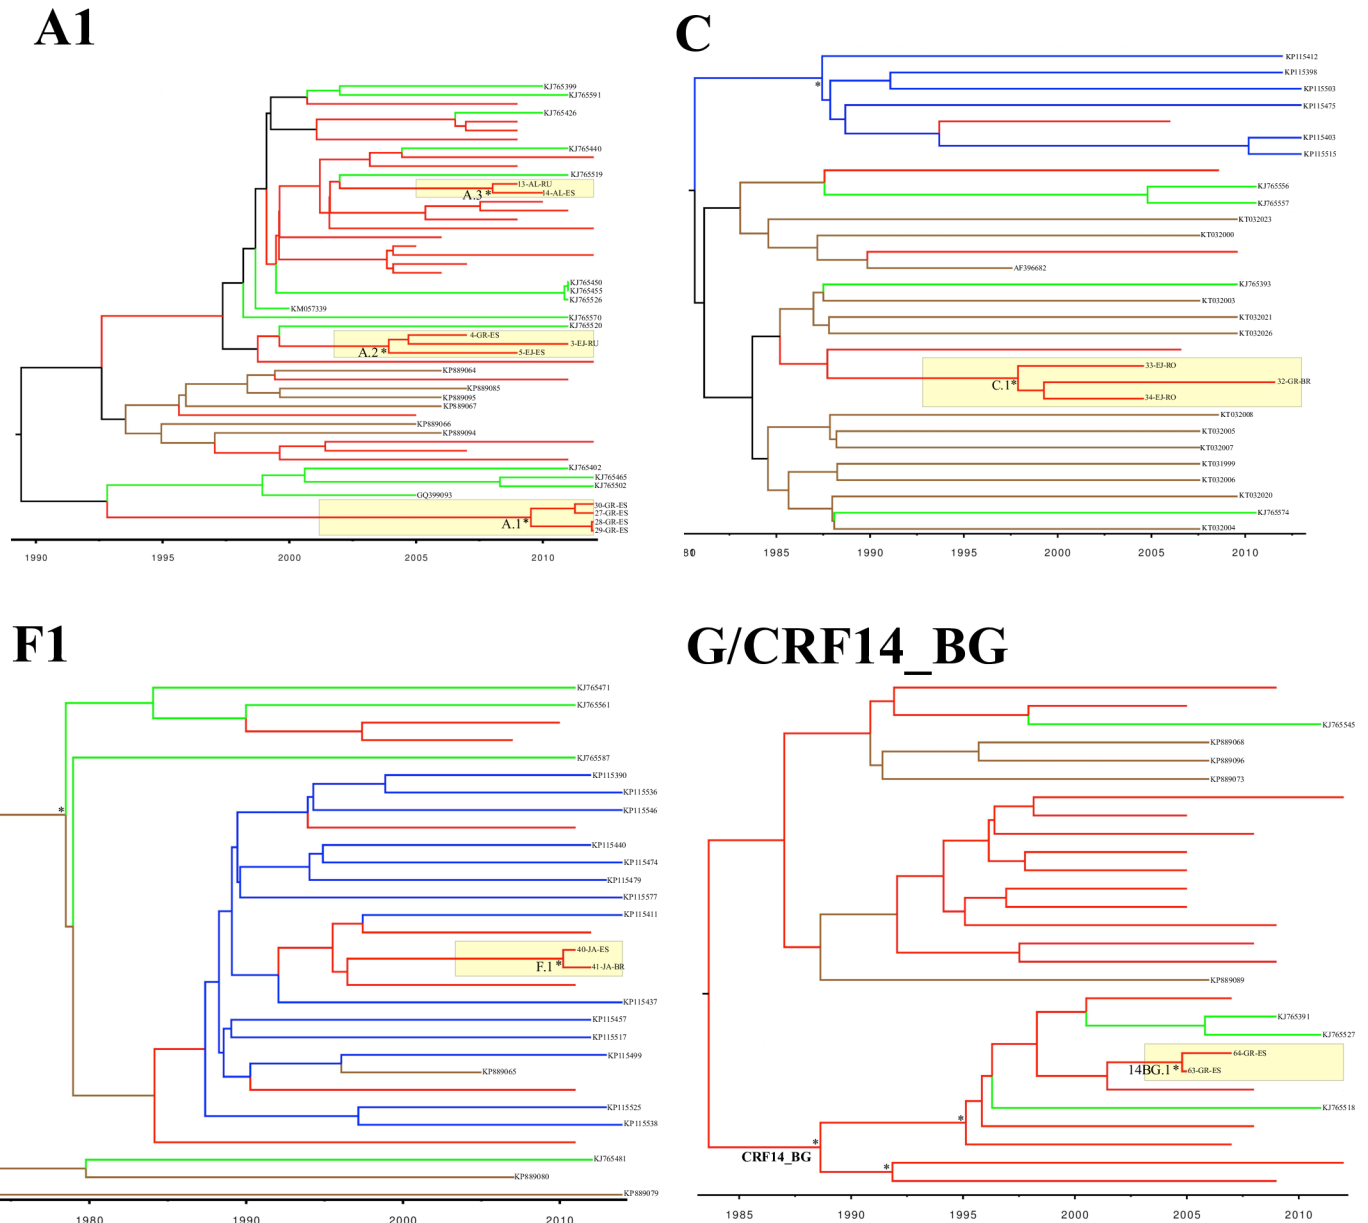 A1
KJ765399
KJ765591
KJ765426
KJ765440
KJ765519
13-AL-RU
A.3 *
14-AL-ES
KJ765450
KJ765455
KJ765526
KM057339
KJ765570
KJ765520
4-GR-ES
3-EJ-RU
A.2 *
5-EJ-ES
KP889064
KP889085
KP889095
KP889067
KP889066
KP889094
KJ765402
KJ765465
KJ765502
GQ399093
30-GR-ES
27-GR-ES
A.1 *
28-GR-ES
29-GR-ES
1990 1995 2000 2005 2010
C
KP115412
*
KP115398
KP115503
KP115475
KP115403
KP115515
KJ765556
KJ765557
KT032023
KT032000
AF396682
KJ765393
KT032003
KT032021
KT032026
33-EJ-RO
32-GR-BR
C.1*
34-EJ-RO
KT032008
KT032005
KT032007
KT031999
KT032006
KT032020
KJ765574
KT032004
1985 1990 1995 2000 2005 2010
F1
KJ765471
KJ765561
KJ765587
KP115390
KP115536
*
KP115546
KP115440
KP115474
KP115479
KP115577
KP115411
40-JA-ES
F.1 *
41-JA-BR
KP115437
KP115457
KP115517
KP115499
KP889065
KP115525
KP115538
KJ765481
KP889080
KP889079
1980 1990 2000 2010
G/CRF14_BG
KJ765545
KP889068
KP889096
KP889073
KP889089
KJ765391
KJ765527
64-GR-ES
14BG.1 *
63-GR-ES
KJ765518
*
*
CRF14_BG
*
1985 1990 1995 2000 2005 2010